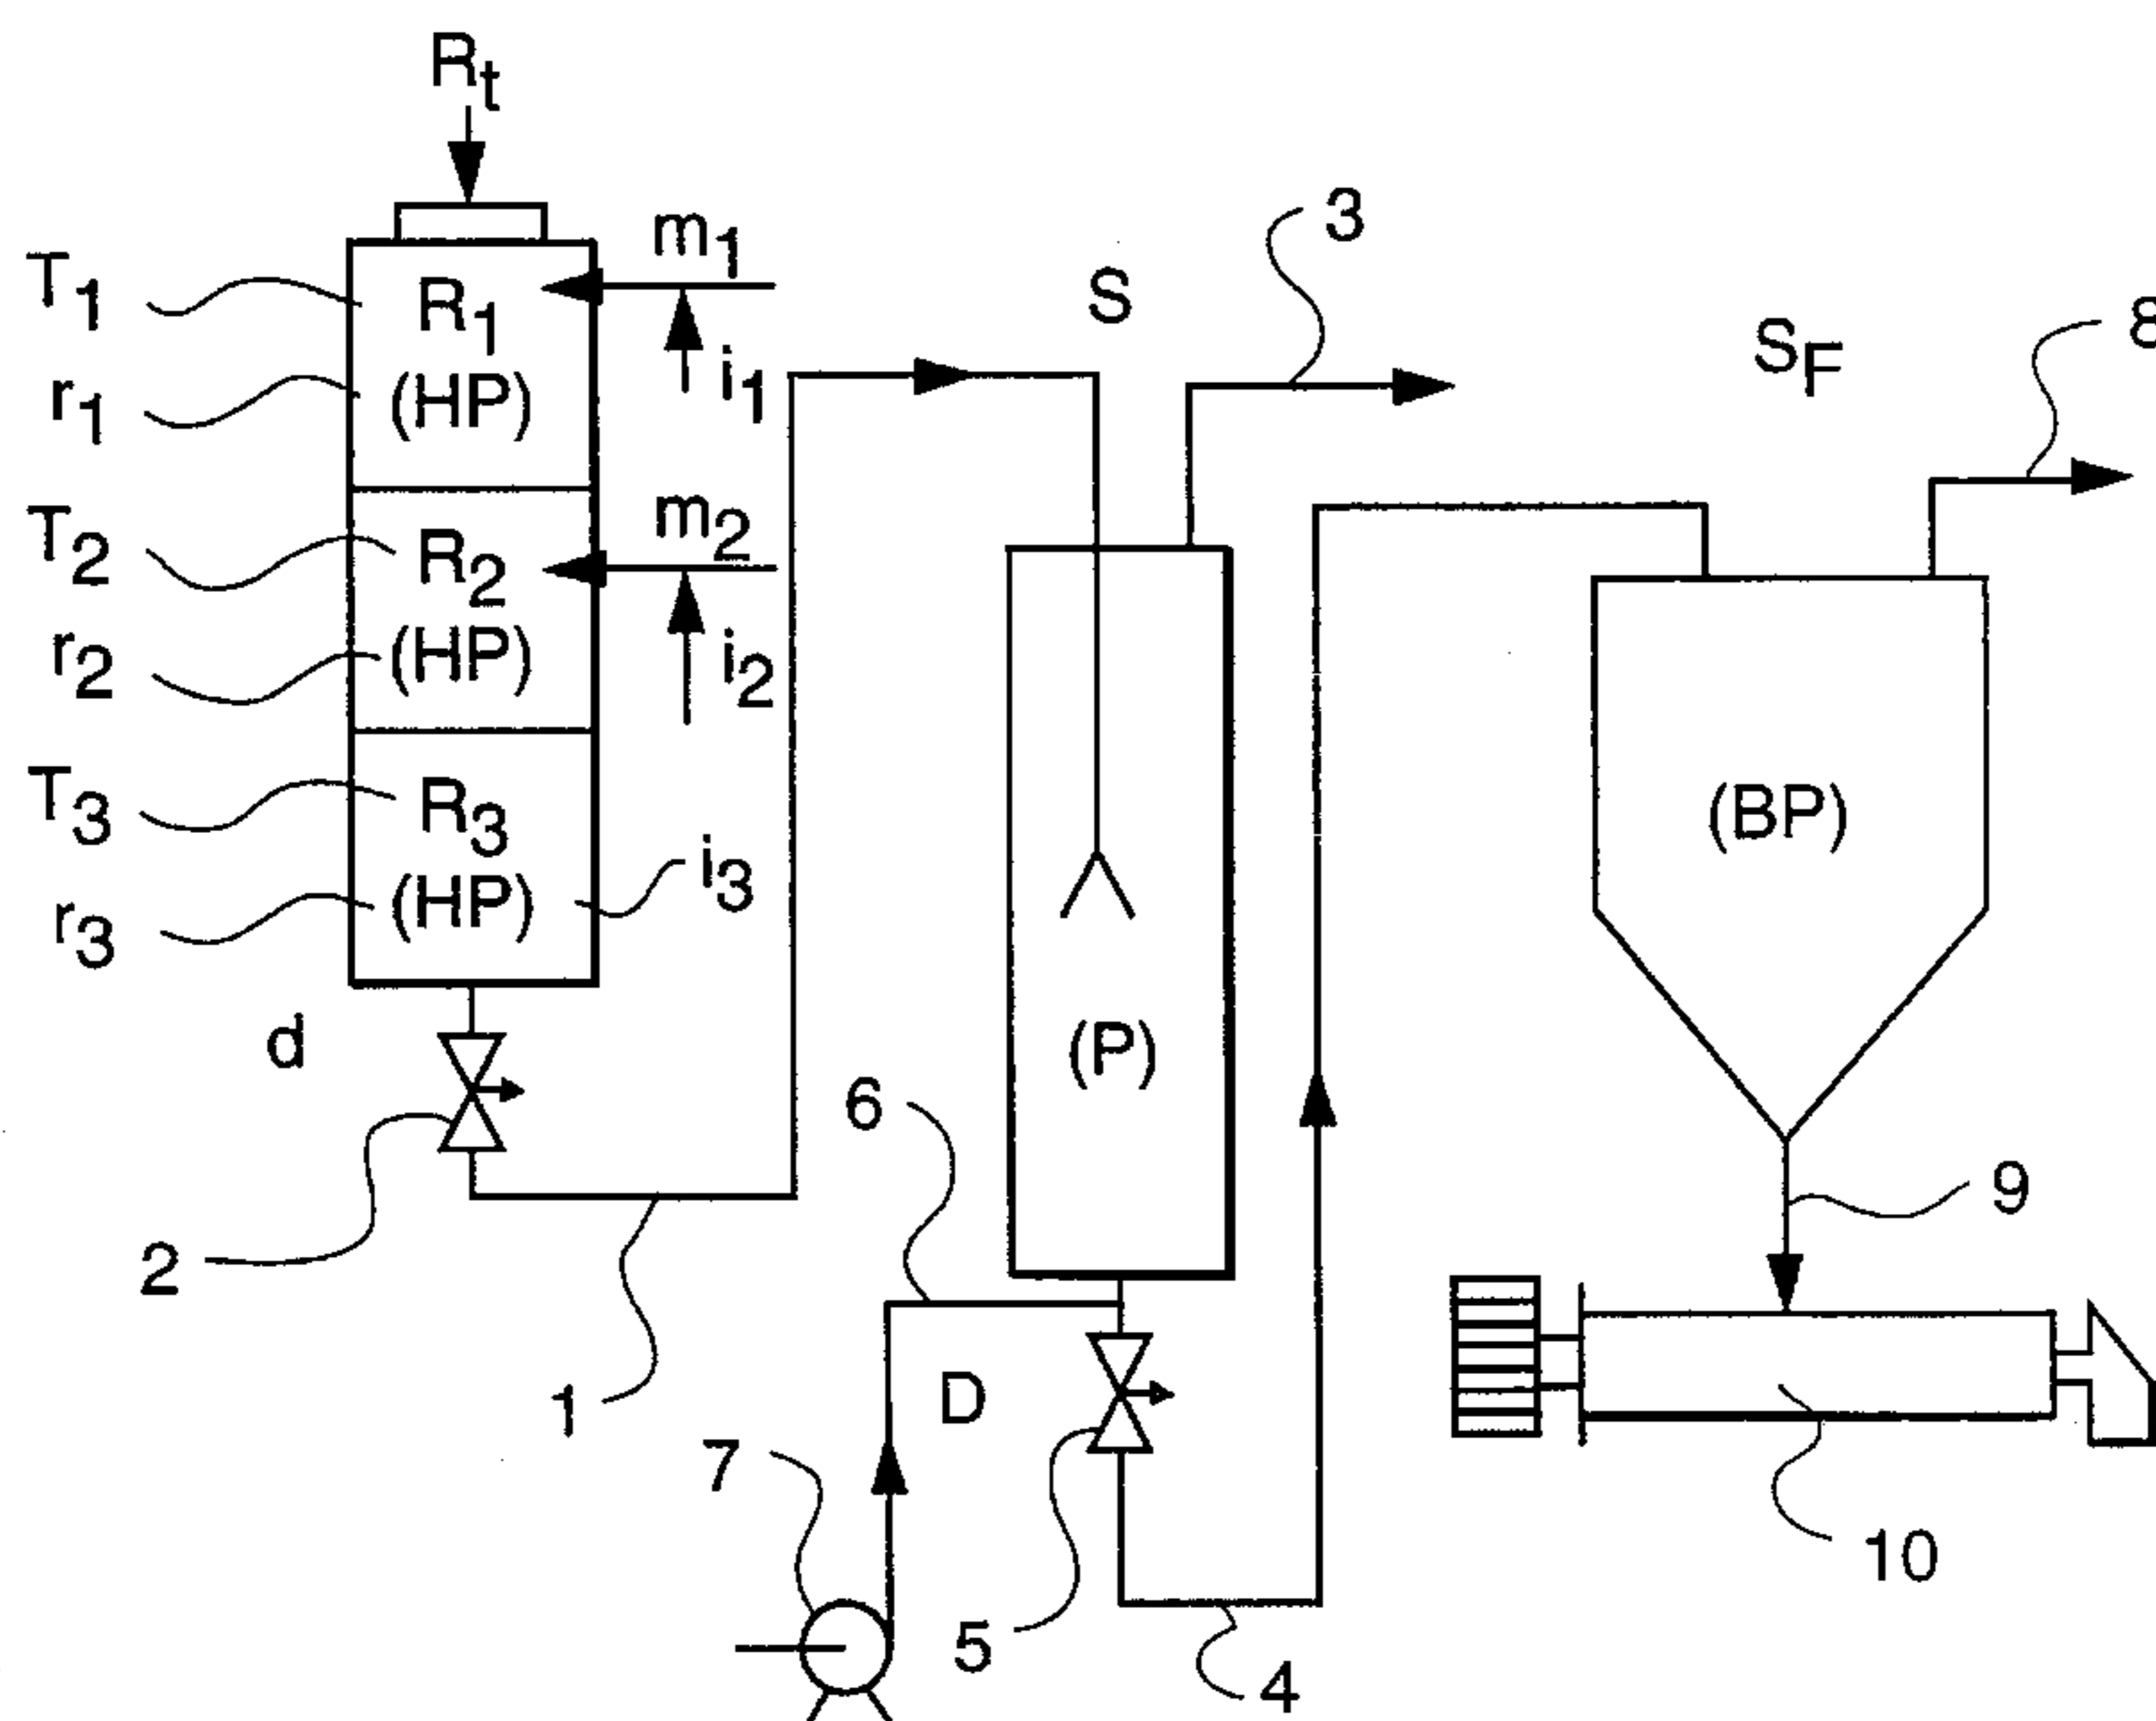 Rt
T1
R1
(HP)
r1
m1
i1
T2
R2
(HP)
r2
m2
i2
T3
R3
(HP)
r3
i3
d
2
1
S
3
(P)
6
D
7
5
4
SF
8
(BP)
9
10